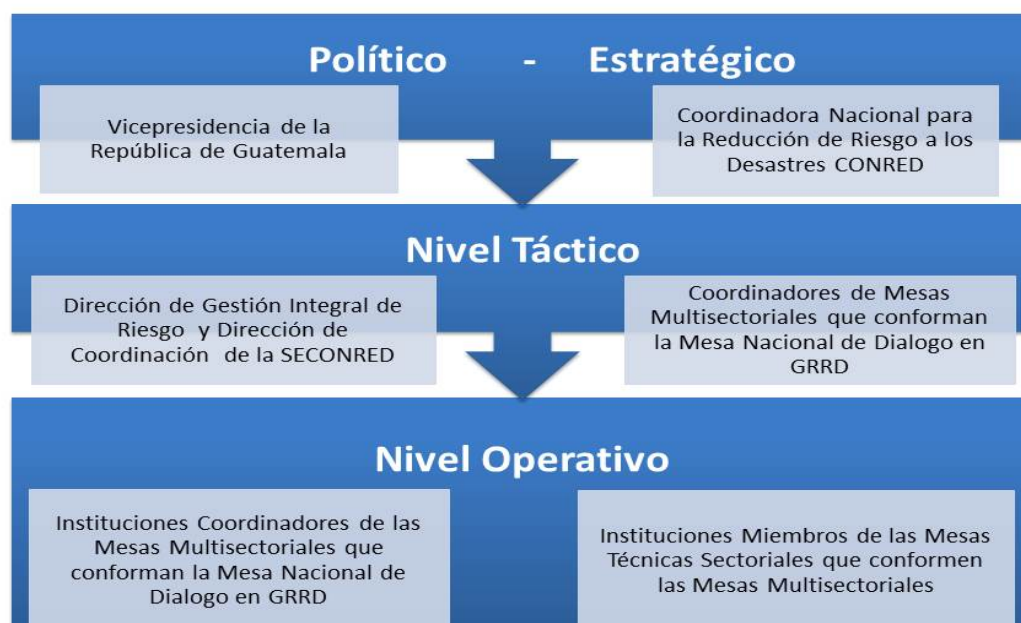 Político - Estratégico
Vicepresidencia de la
República de Guatemala
Coordinadora Nacional para
la Reducción de Riesgo a los
Desastres CONRED
Nivel Táctico
Dirección de Gestión Integral de
Riesgo y Dirección de
Coordinación de la SECONRED
Coordinadores de Mesas
Multisectoriales que conforman
la Mesa Nacional de Dialogo en
GRRD
Nivel Operativo
Instituciones Coordinadores de las
Mesas Multisectoriales que
conforman la Mesa Nacional de
Dialogo en GRRD
Instituciones Miembros de las Mesas
Técnicas Sectoriales que conformen
las Mesas Multisectoriales